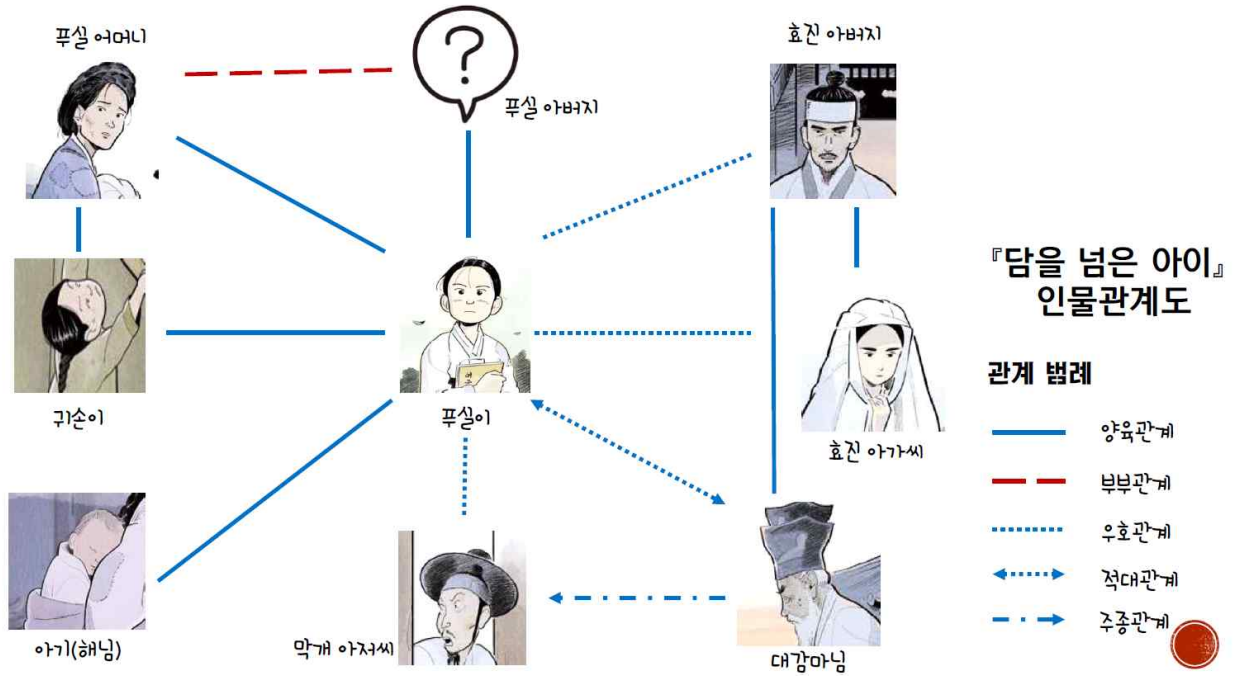 푸실 어머니
?
푸실 아버지
효진 아버지
『담을 넘은 아이』
인물관계도
귀손이
푸실이
효진 아가씨
관계 범례
양육관계
부부관계
우호관계
적대관계
주종관계
아기(해님)
막개 아저씨
대감마님